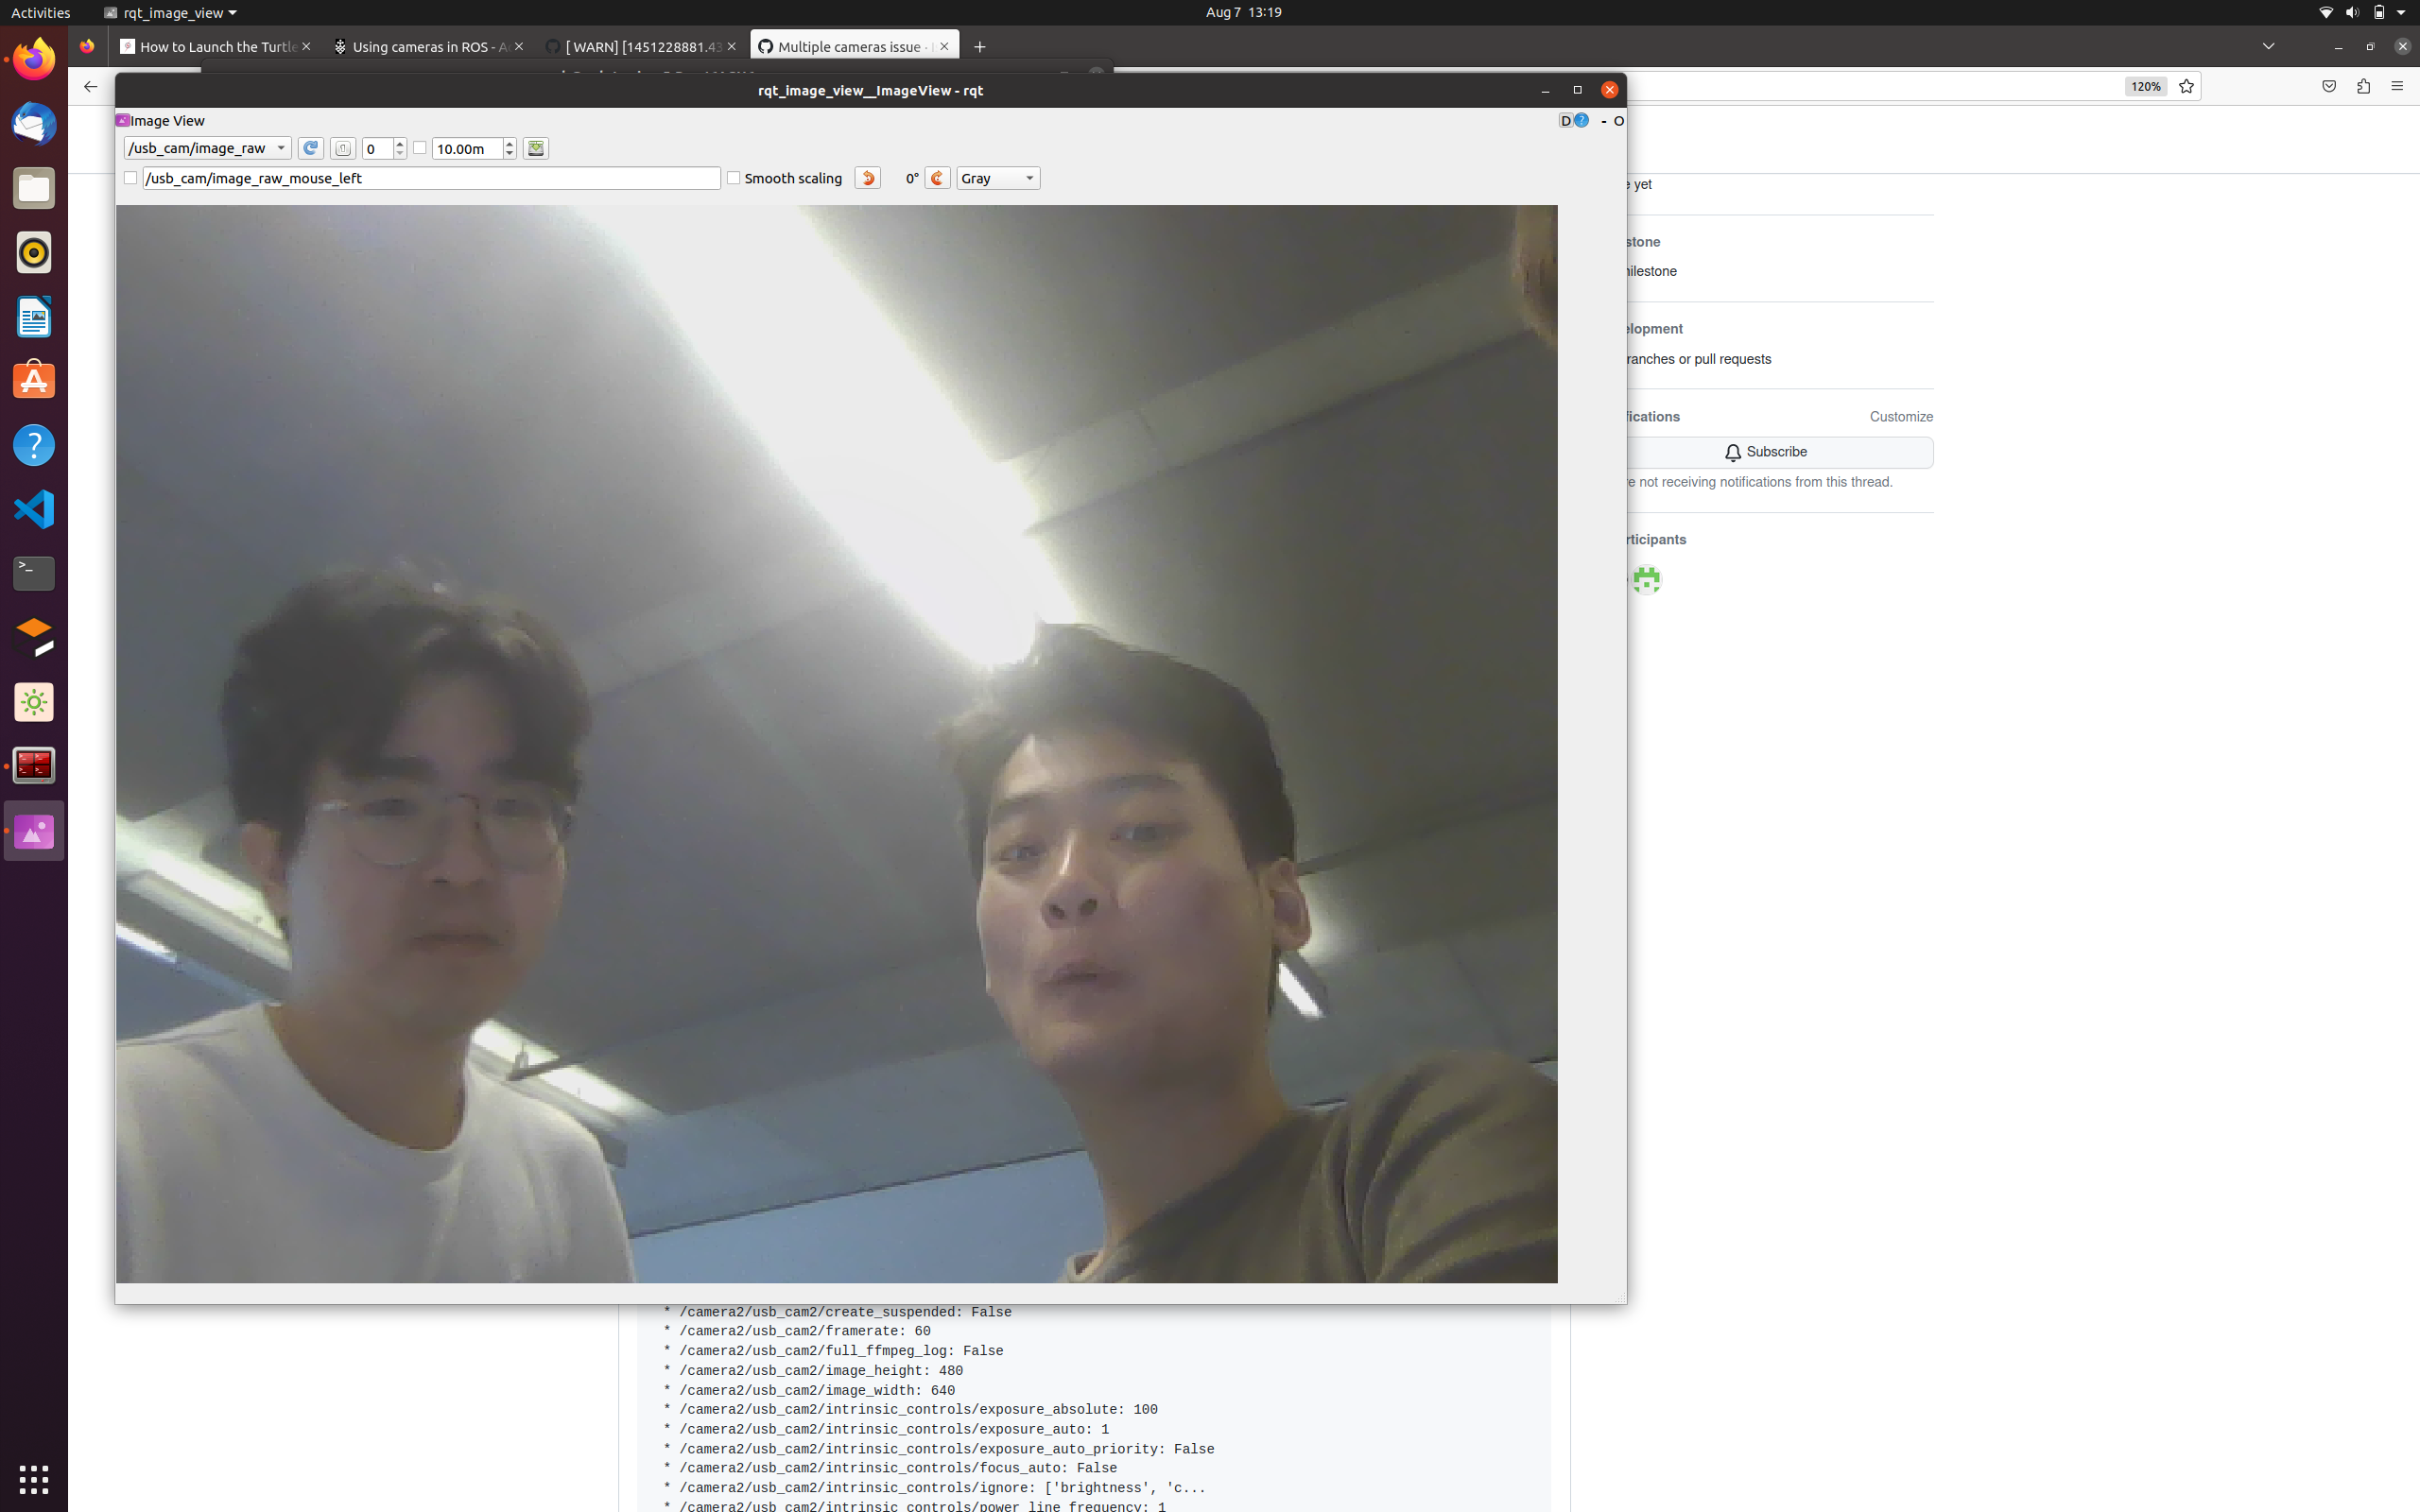 Activities
rqt_image_view
Aug 7 13:19
How to Launch the Turtle
Using cameras in ROS - A
[ WARN] [1451228881.43
Multiple cameras issue ·
120%
rqt_image_view__ImageView - rqt
Image View
D
?
- O
/usb_cam/image_raw
0
10.00m
/usb_cam/image_raw_mouse_left
Smooth scaling
0°
Gray
e yet
stone
ilestone
elopment
ranches or pull requests
fications
Customize
Subscribe
re not receiving notifications from this thread.
rticipants
* /camera2/usb_cam2/create_suspended: False
* /camera2/usb_cam2/framerate: 60
* /camera2/usb_cam2/full_ffmpeg_log: False
* /camera2/usb_cam2/image_height: 480
* /camera2/usb_cam2/image_width: 640
* /camera2/usb_cam2/intrinsic_controls/exposure_absolute: 100
* /camera2/usb_cam2/intrinsic_controls/exposure_auto: 1
* /camera2/usb_cam2/intrinsic_controls/exposure_auto_priority: False
* /camera2/usb_cam2/intrinsic_controls/focus_auto: False
* /camera2/usb_cam2/intrinsic_controls/ignore: ['brightness', 'c...
* /camera2/usb_cam2/intrinsic_controls/power_line_frequency: 1